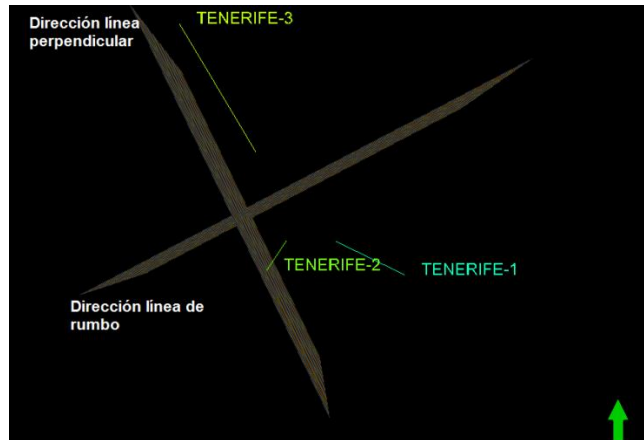 Dirección línea
perpendicular
TENERIFE-3
TENERIFE-2
TENERIFE-1
Dirección línea de
rumbo